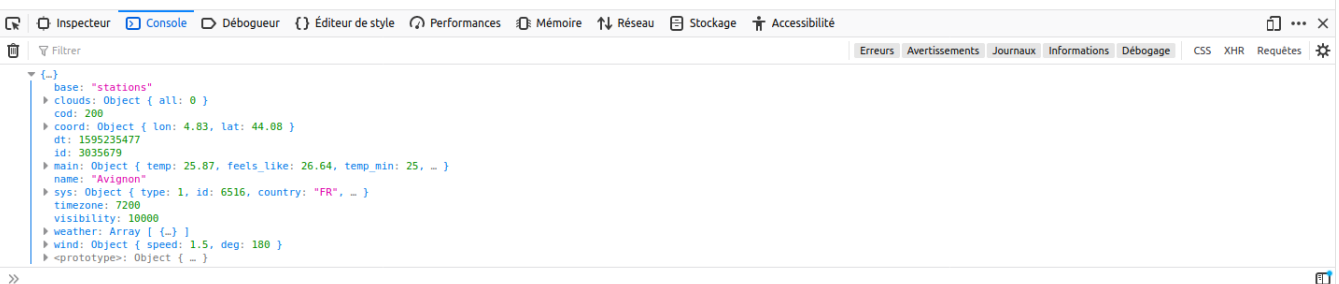 Inspecteur Console Débogueur {} Éditeur de style Performances Mémoire Réseau Stockage Accessibilité
Filtrer Erreurs Avertissements Journaux Informations Débogage CSS XHR Requêtes
{…}
base: "stations"
clouds: Object { all: 0 }
cod: 200
coord: Object { lon: 4.83, lat: 44.08 }
dt: 1595235477
id: 3035679
main: Object { temp: 25.87, feels_like: 26.64, temp_min: 25, … }
name: "Avignon"
sys: Object { type: 1, id: 6516, country: "FR", … }
timezone: 7200
visibility: 10000
weather: Array [ {…} ]
wind: Object { speed: 1.5, deg: 180 }
<prototype>: Object { … }